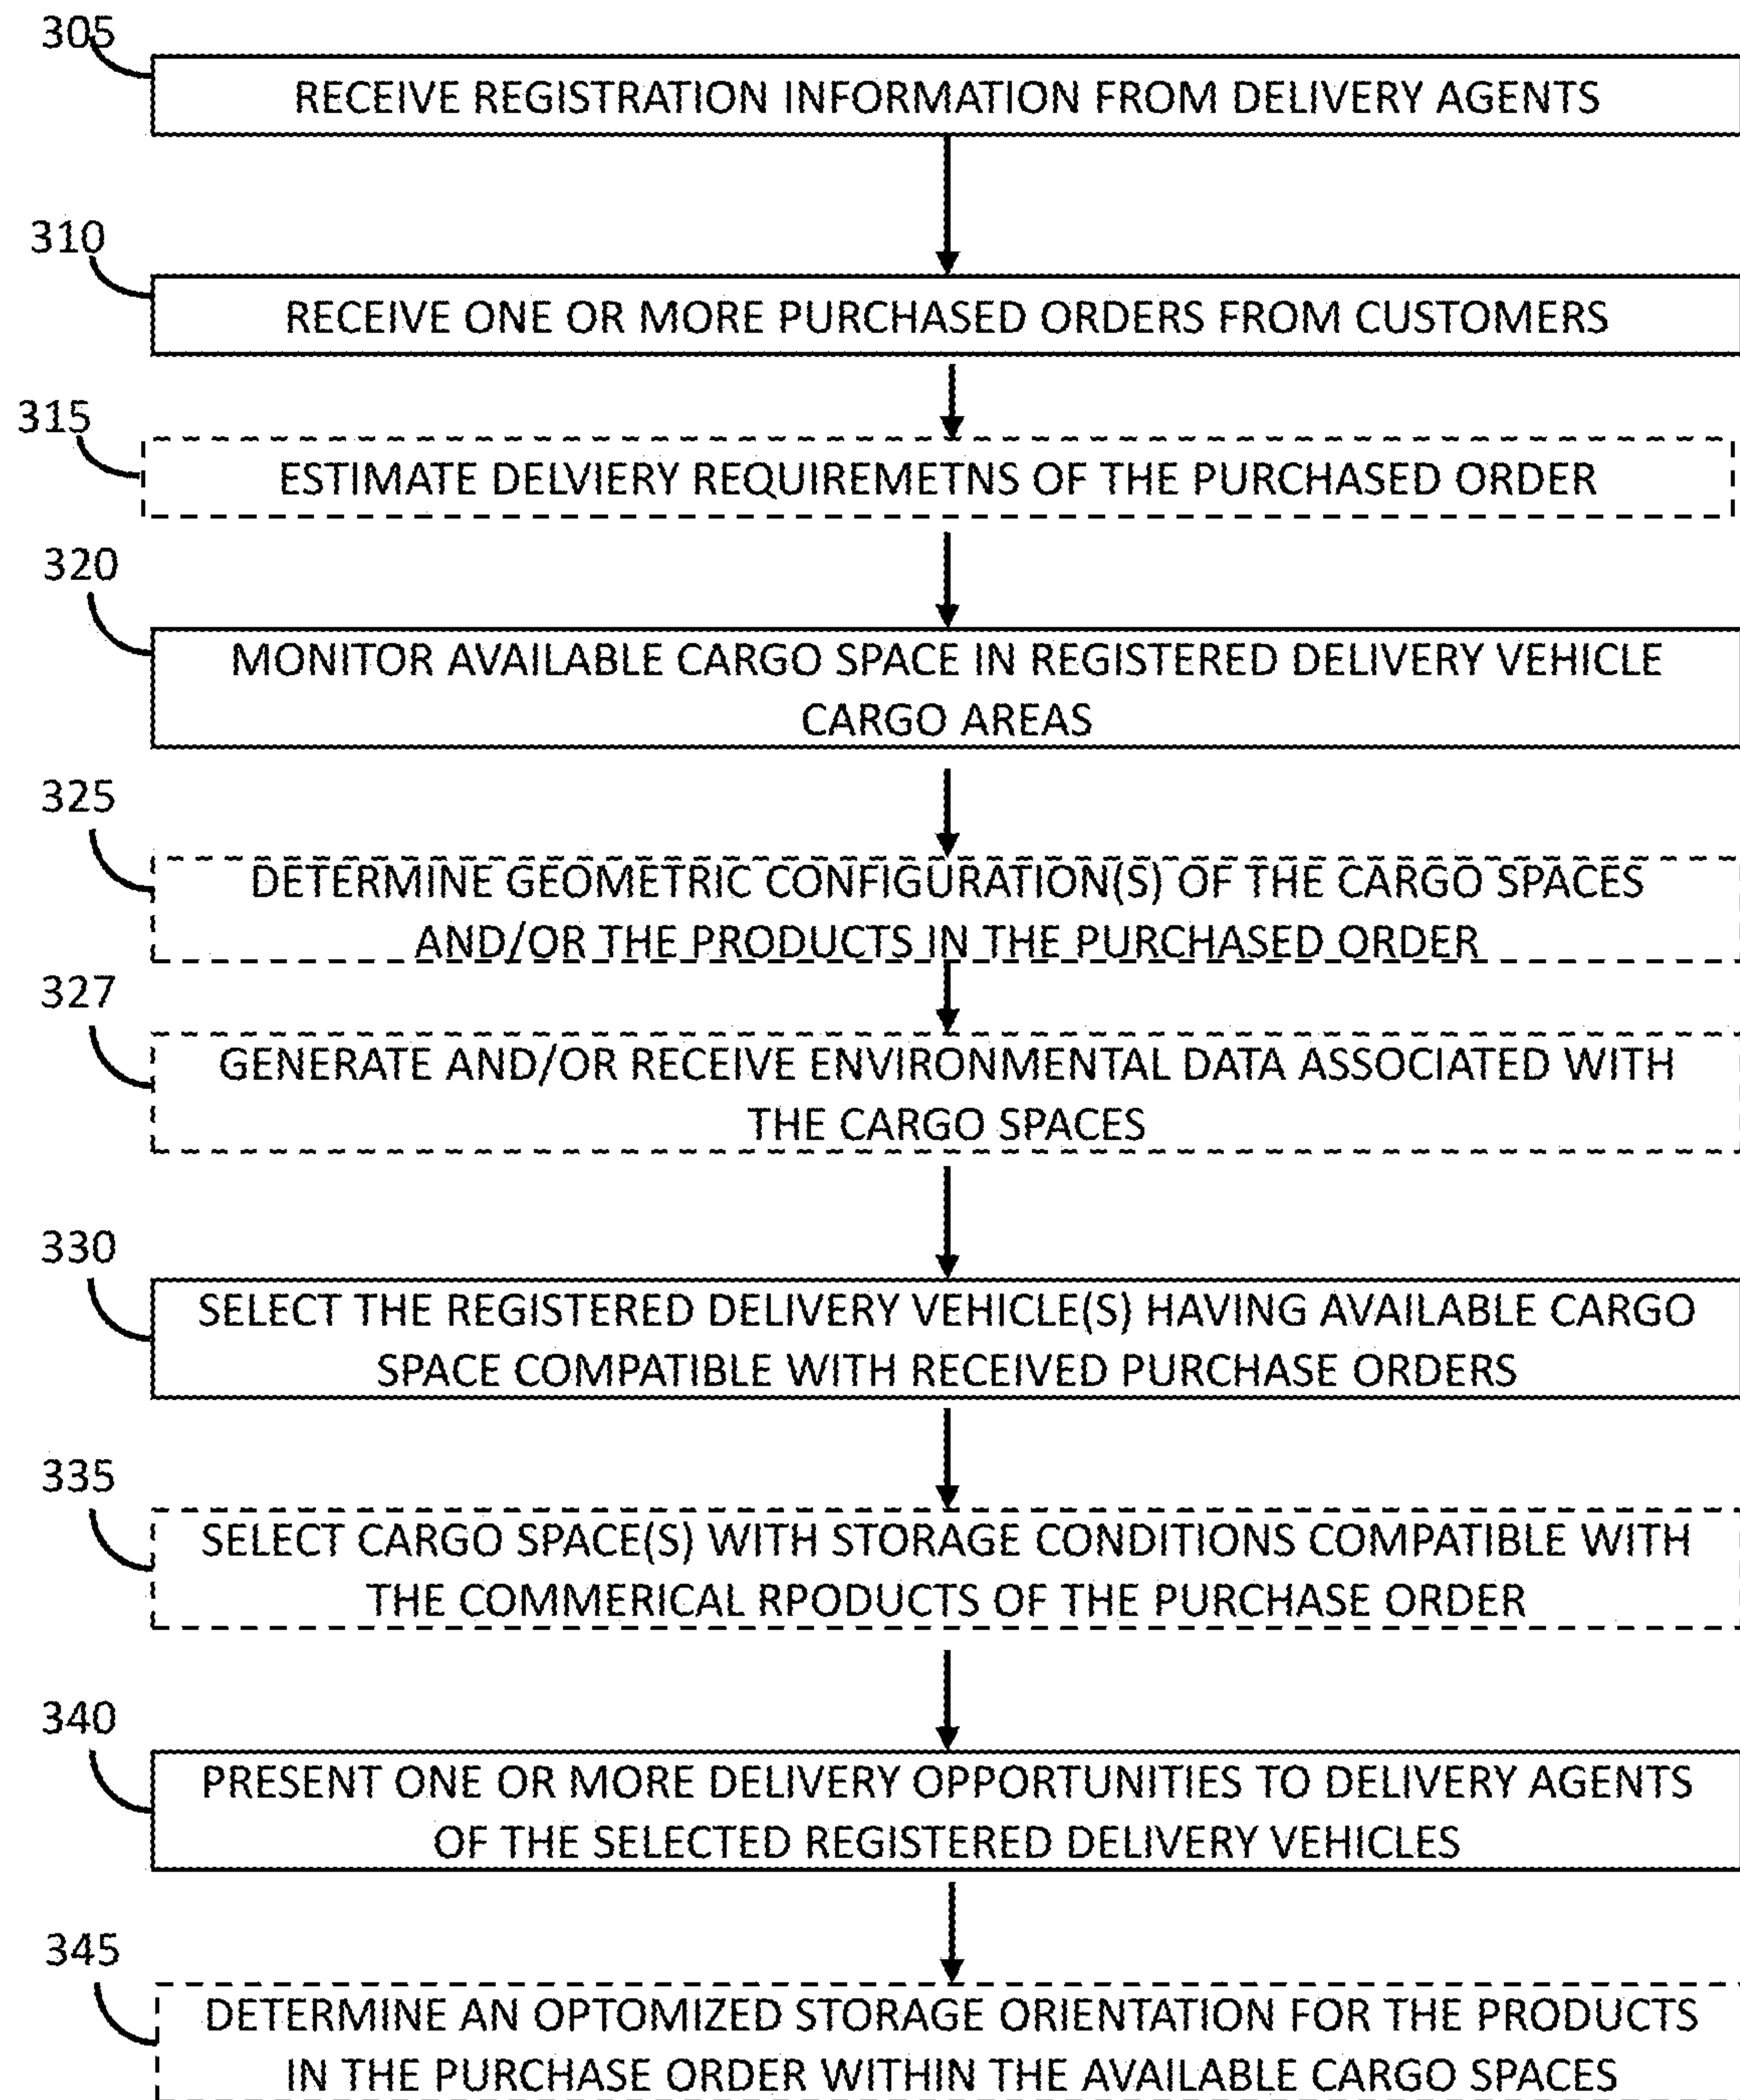 305
RECEIVE REGISTRATION INFORMATION FROM DELIVERY AGENTS
310
RECEIVE ONE OR MORE PURCHASED ORDERS FROM CUSTOMERS
315
ESTIMATE DELVIERY REQUIREMETNS OF THE PURCHASED ORDER
320
MONITOR AVAILABLE CARGO SPACE IN REGISTERED DELIVERY VEHICLE
CARGO AREAS
325
DETERMINE GEOMETRIC CONFIGURATION(S) OF THE CARGO SPACES
AND/OR THE PRODUCTS IN THE PURCHASED ORDER
327
GENERATE AND/OR RECEIVE ENVIRONMENTAL DATA ASSOCIATED WITH
THE CARGO SPACES
330
SELECT THE REGISTERED DELIVERY VEHICLE(S) HAVING AVAILABLE CARGO
SPACE COMPATIBLE WITH RECEIVED PURCHASE ORDERS
335
SELECT CARGO SPACE(S) WITH STORAGE CONDITIONS COMPATIBLE WITH
THE COMMERICAL RPODUCTS OF THE PURCHASE ORDER
340
PRESENT ONE OR MORE DELIVERY OPPORTUNITIES TO DELIVERY AGENTS
OF THE SELECTED REGISTERED DELIVERY VEHICLES
345
DETERMINE AN OPTOMIZED STORAGE ORIENTATION FOR THE PRODUCTS
IN THE PURCHASE ORDER WITHIN THE AVAILABLE CARGO SPACES